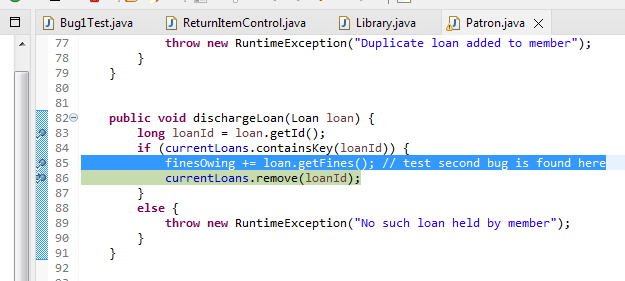 Bug1Test.java ReturnItemControl.java Library.java Patron.java
77 throw new RuntimeException("Duplicate loan added to member");
78 }
79 }
80
81
82 public void dischargeLoan(Loan loan) {
83 long loanId = loan.getId();
84 if (currentLoans.containsKey(loanId)) {
85 finesOwing += loan.getFines(); // test second bug is found here
86 currentLoans.remove(loanId);
87 }
88 else {
89 throw new RuntimeException("No such loan held by member");
90 }
91 }
92